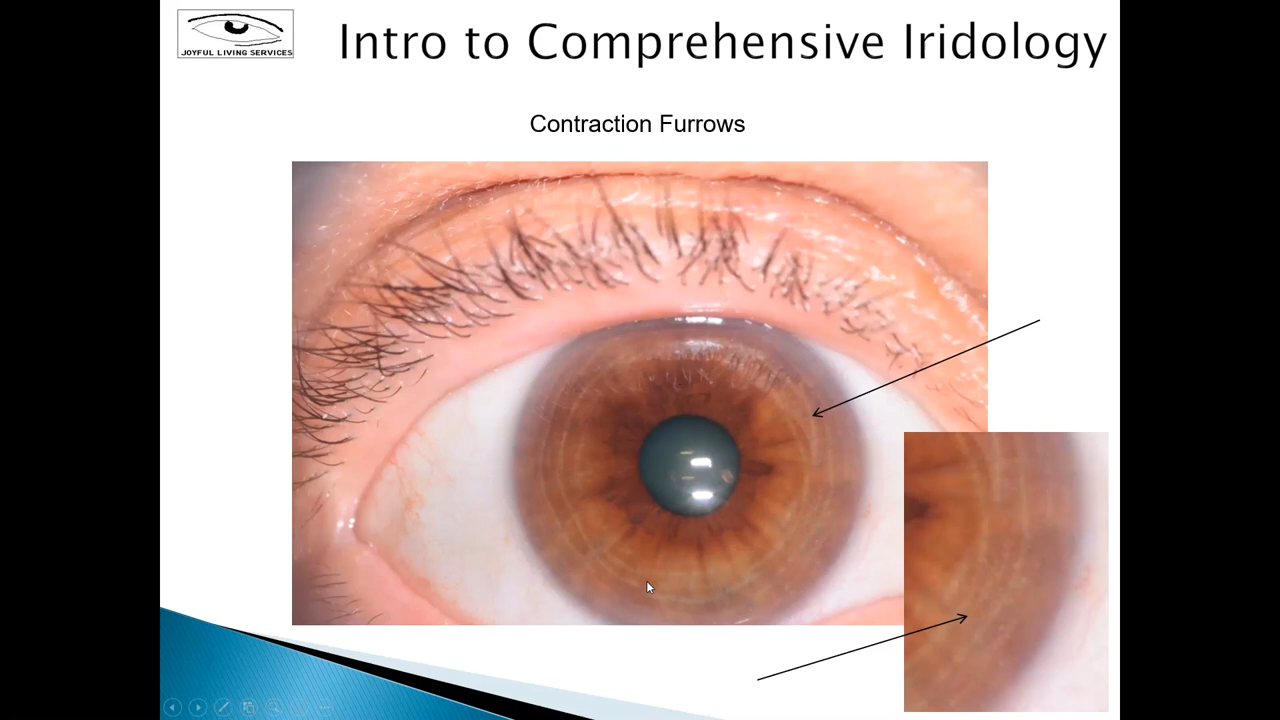 JOYFUL LIVING SERVICES
Intro to Comprehensive Iridology
Contraction Furrows